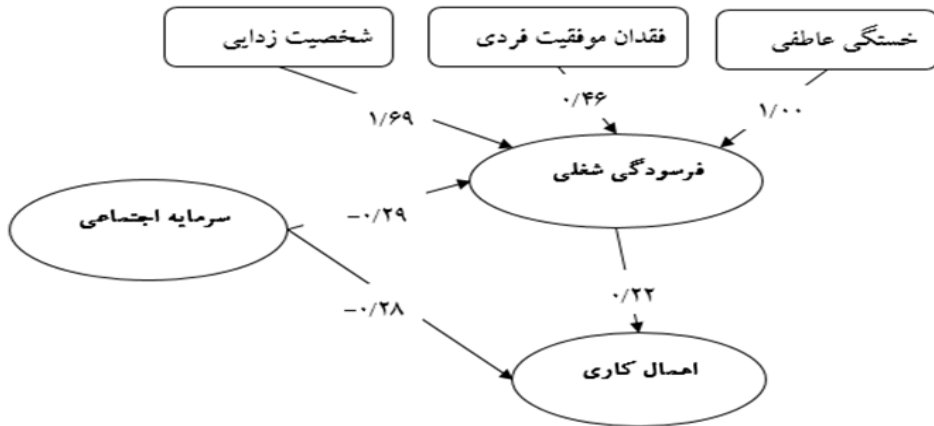 خستگی عاطفی
فقدان موفقیت فردی
شخصیت زدایی
۱/۰۰
۰/۴۶
۱/۶۹
فرسودگی شغلی
سرمایه اجتماعی
-۰/۲۹
۰/۲۲
-۰/۲۸
اهمال کاری